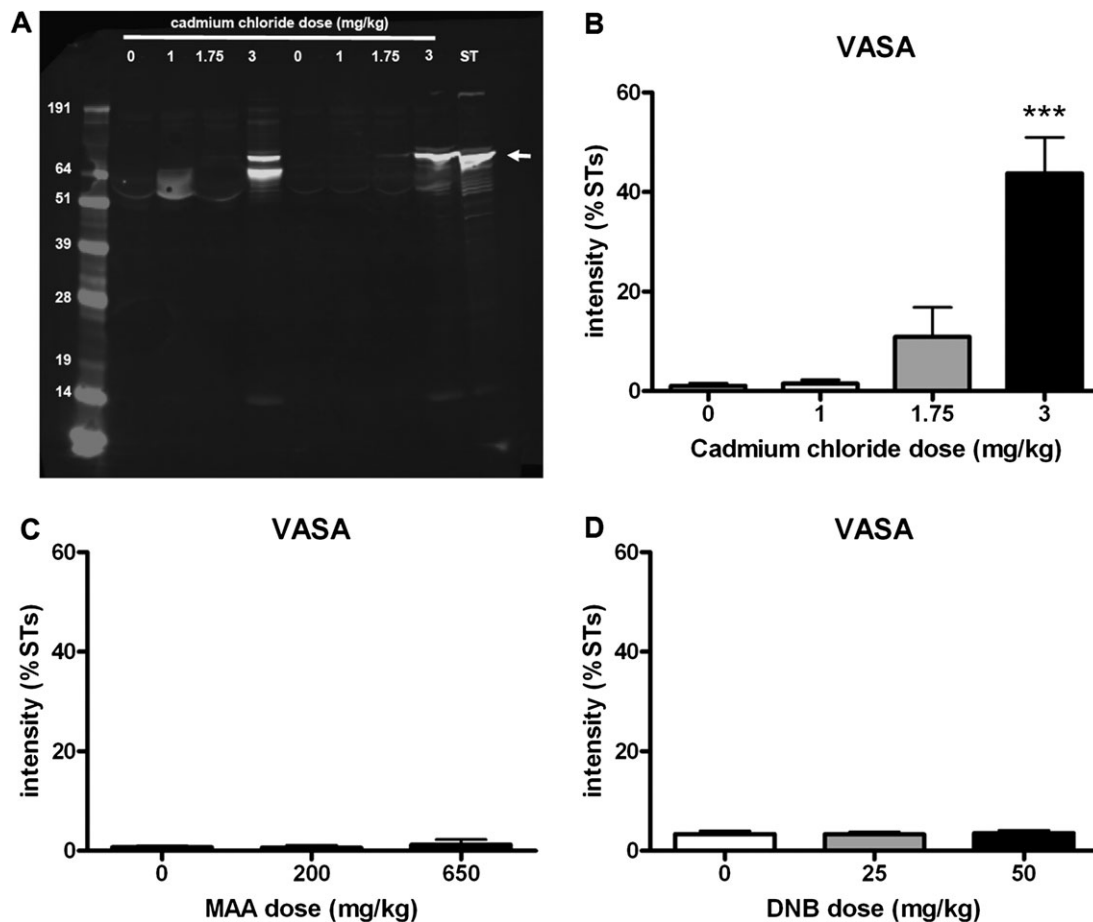 A
cadmium chloride dose (mg/kg)
0 1 1.75 3 0 1 1.75 3 ST
191
64
51
39
28
19
14
B
VASA
60
40
20
0
intensity (% STs)
***
0 1 1.75 3
Cadmium chloride dose (mg/kg)
C
VASA
60
40
20
0
intensity (% STs)
0 200 650
MAA dose (mg/kg)
D
VASA
60
40
20
0
intensity (% STs)
0 25 50
DNB dose (mg/kg)